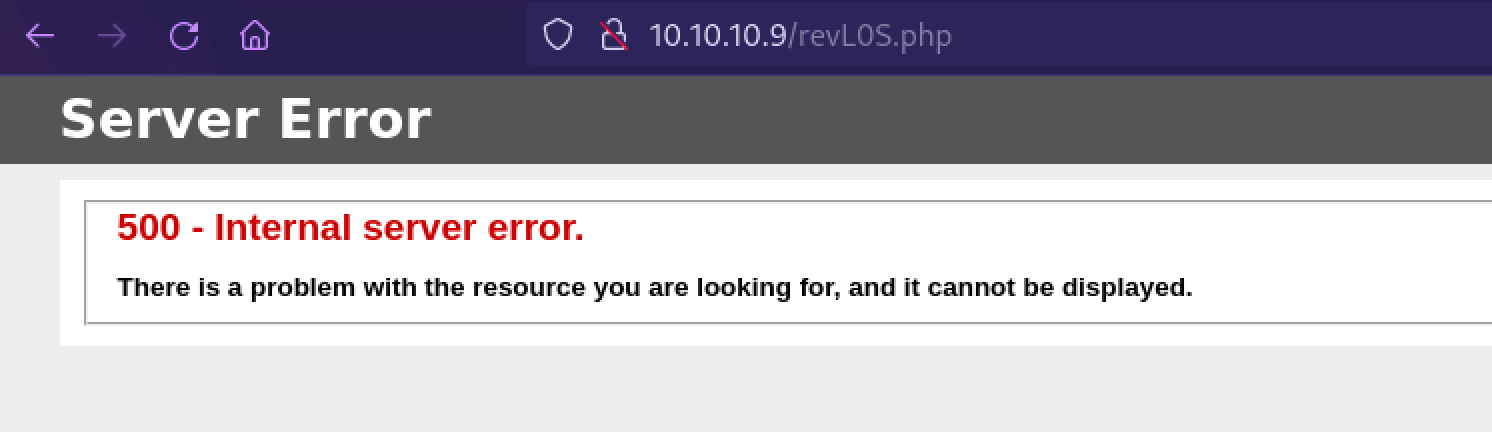 10.10.10.9/revL0S.php
Server Error
500 - Internal server error.
There is a problem with the resource you are looking for, and it cannot be displayed.